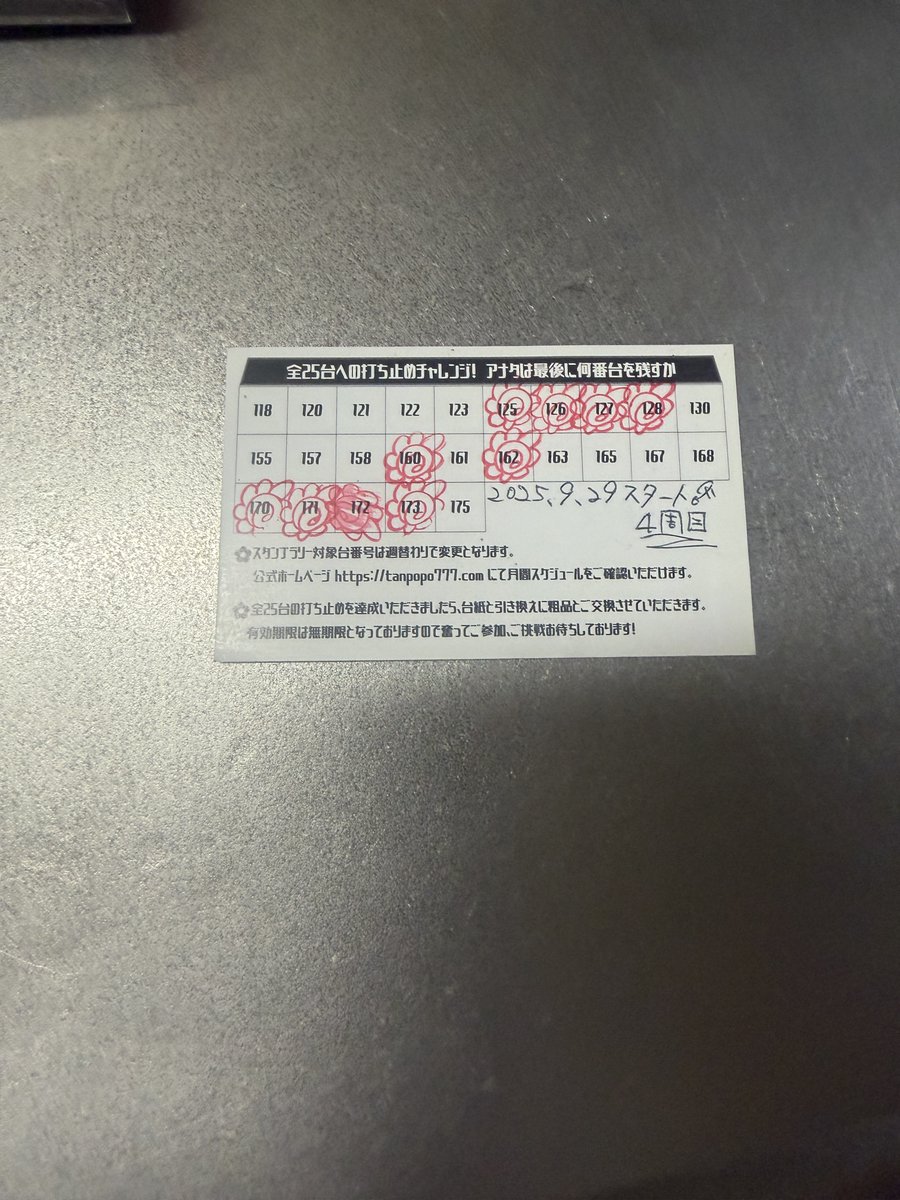 全25台への打ち止めチャレンジ! アナタは最後に何番台を残すか
118 120 121 122 123 125 126 127 128 130
155 157 158 160 161 162 163 165 167 168
170 171 172 173 175 2025.9.29 スタート
4周目
スタンプラリー対象台番号は週替わりで変更となります。
公式ホームページ https://tanpopo777.com にて月間スケジュールをご確認いただけます。
全25台の打ち止めを達成いただきましたら、台紙と引き換えに粗品とご交換させていただきます。
有効期限は無期限となっておりますので奮ってご参加、ご挑戦お待ちしております!